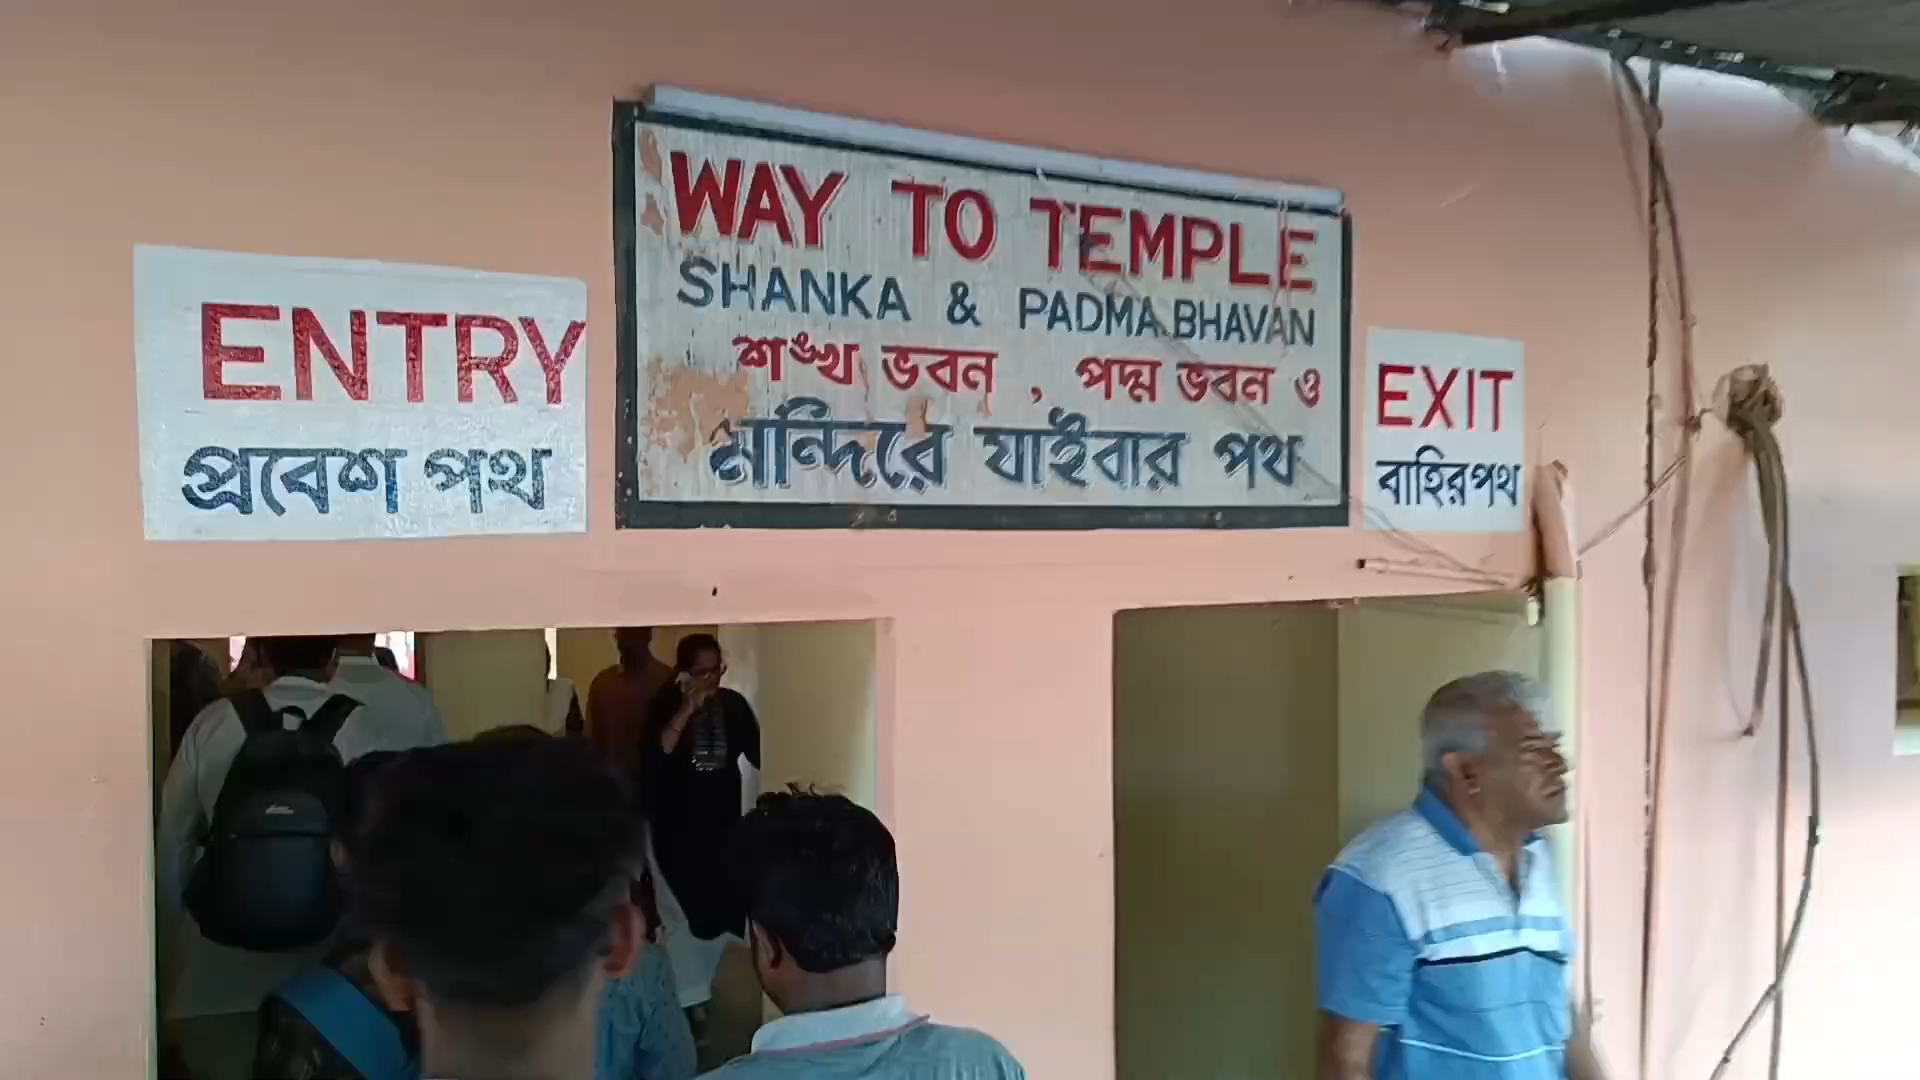 ENTRY
প্রবেশ পথ
WAY TO TEMPLE
SHANKA & PADMA.BHAVAN
শঙ্খ ভবন, পদ্ম ভবন ও
মন্দিরে যাইবার পথ
EXIT
বাহিরপথ